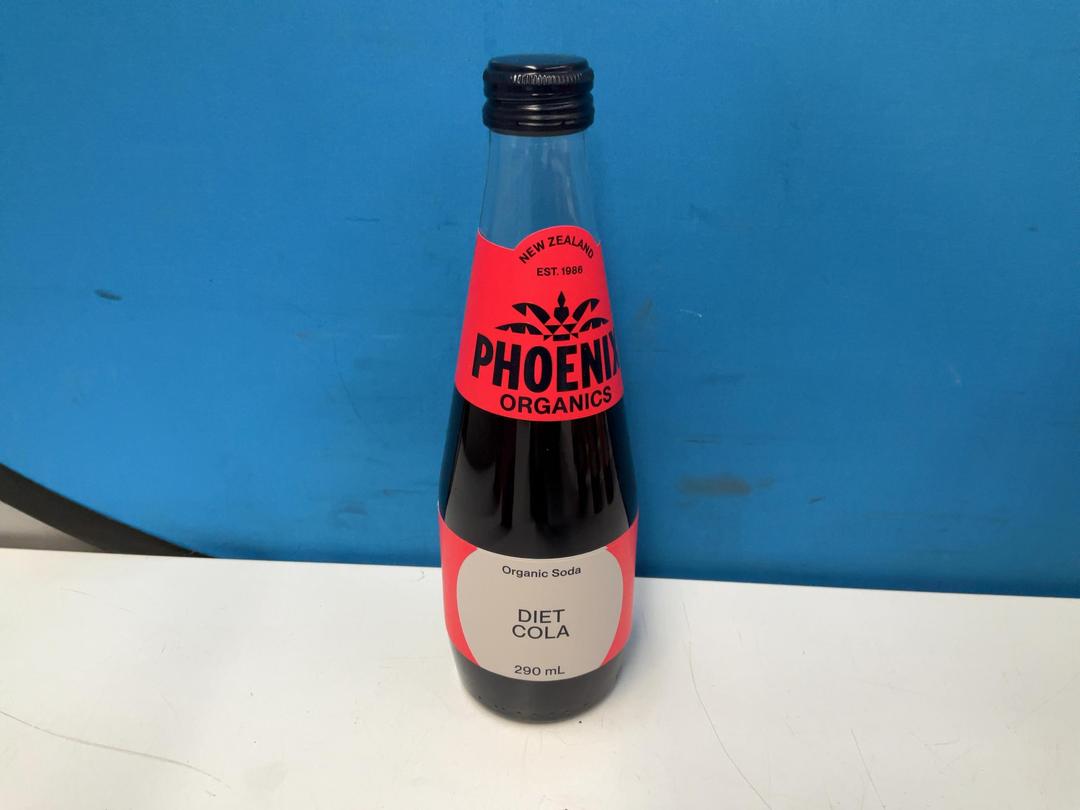 NEW ZEALAND
EST. 1986
PHOENIX
ORGANICS
Organic Soda
DIET
COLA
290 mL